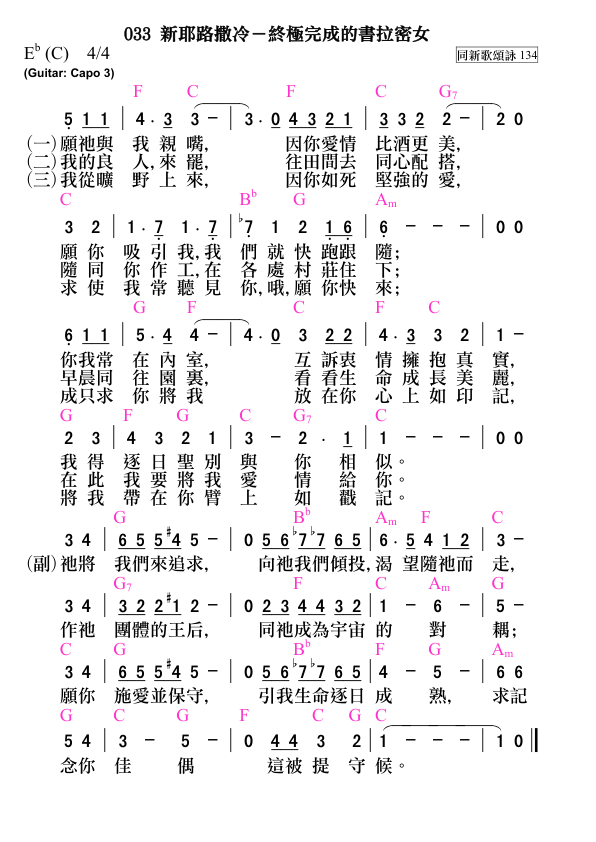 033 新耶路撒冷－終極完成的書拉密女
E♭ (C) 4/4
同新歌頌詠 134
(Guitar: Capo 3)
F C F C G7
5 1 1 | 4 · 3 3 － | 3 · 0 4 3 2 1 | 3 3 3 2 | 2 － － | 2 0
(一)願祂與 我 親 嘴, 因你愛情 比酒更 美,
(二)我的良 人,來 罷, 往田間去 同心配 搭,
(三)我從曠 野 上 來, 因你如死 堅強的 愛,
C B♭ G Am
3 2 | 1 · 7 1 · 7 | ♭7 1 2 1 6 | 6 － － － | 0 0
願 你 吸 引 我,我 們 就 快 跑跟 隨;
隨 同 你 作 工,在 各 處 村 莊住 下;
求 使 我 常 聽 見 你,哦,願 你快 來;
G F C F C
6 1 1 | 5 · 4 4 － | 4 · 0 3 2 2 | 4 · 3 3 2 | 1 －
你我常 在 內 室, 互 訴衷 情 擁 抱 真 實,
早晨同 往 園 裏, 看 看生 命 成 長 美 麗,
成只求 你 將 我 放 在你 心 上 如 印 記,
G F G C G7 C
2 3 | 4 3 2 1 | 3 － 2 · 1 | 1 － － － | 0 0
我 得 逐 日 聖 別 與 你 相 似。
在 此 我 要 將 我 愛 情 給 你。
將 我 帶 在 你 臂 上 如 戳 記。
G B♭ Am F C
3 4 | 6 5 5 #4 5 － | 0 5 6 ♭7 ♭7 6 5 | 6 · 5 4 1 2 | 3 －
(副)祂將 我們來追求, 向祂我們傾投,渴 望隨祂而 走,
G7 F C Am G
3 4 | 3 2 2 #1 2 － | 0 2 3 4 4 3 2 | 1 － 6 － | 5 －
作祂 團體的王后, 同祂成為宇宙 的 對 耦;
C G B♭ F G Am
3 4 | 6 5 5 #4 5 － | 0 5 6 ♭7 ♭7 6 5 | 4 － 5 － | 6 6
願你 施愛並保守, 引我生命逐日 成 熟, 求記
G C G F C G C
5 4 | 3 － 5 － | 0 4 4 3 2 | 1 － － － | 1 0
念你 佳 偶 這被 提 守 候。